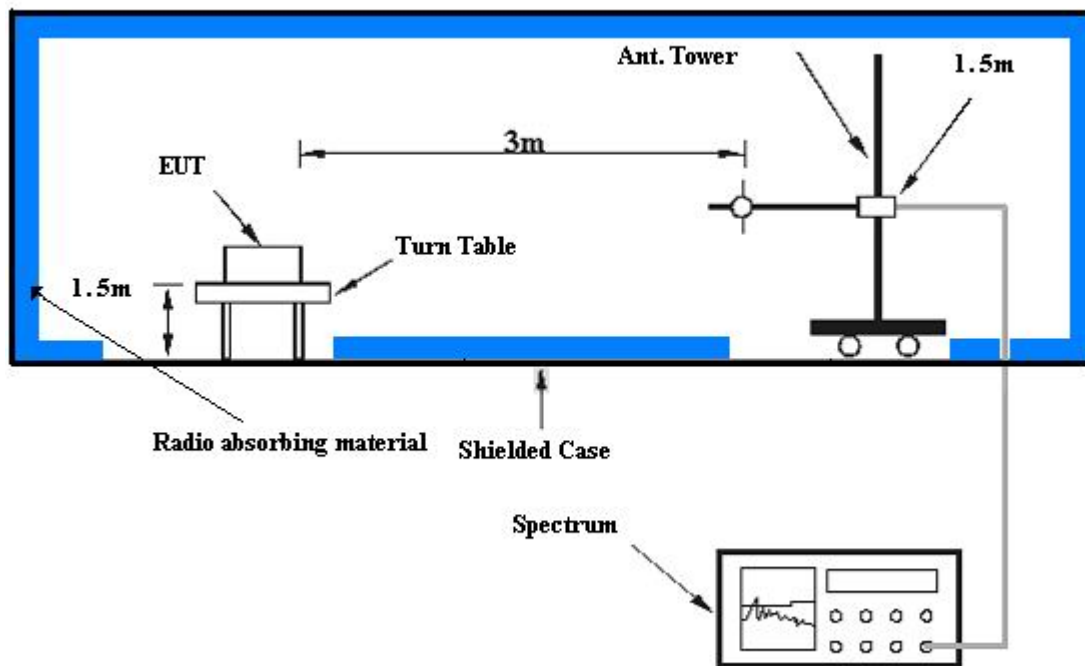 Ant. Tower
1.5m
3m
EUT
Turn Table
1.5m
Radio absorbing material
Shielded Case
Spectrum